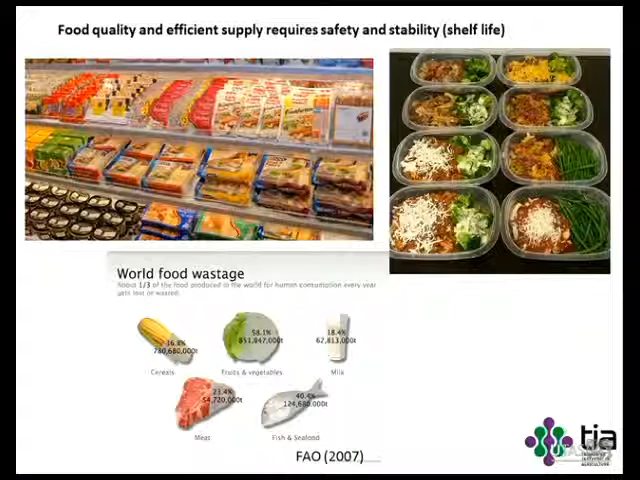 Food quality and efficient supply requires safety and stability (shelf life)
World food wastage
About 1/3 of the food produced in the world for human consumption every year
gets lost or wasted.
16.8%
780,680,000t
Cereals
58.1%
851,847,000t
Fruits & vegetables
18.4%
62,813,000t
Milk
23.4%
54,720,000t
Meat
40.4%
124,680,000t
Fish & Seafood
FAO (2007)
tia